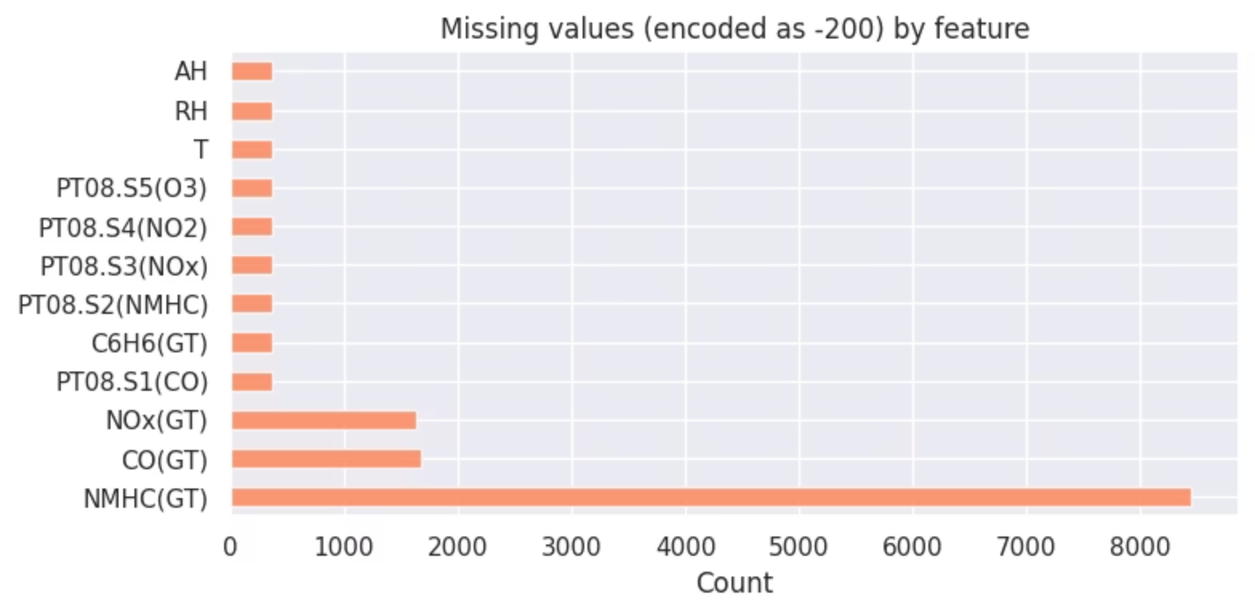 Missing values (encoded as -200) by feature
AH
RH
T
PT08.S5(O3)
PT08.S4(NO2)
PT08.S3(NOx)
PT08.S2(NMHC)
C6H6(GT)
PT08.S1(CO)
NOx(GT)
CO(GT)
NMHC(GT)
0 1000 2000 3000 4000 5000 6000 7000 8000
Count